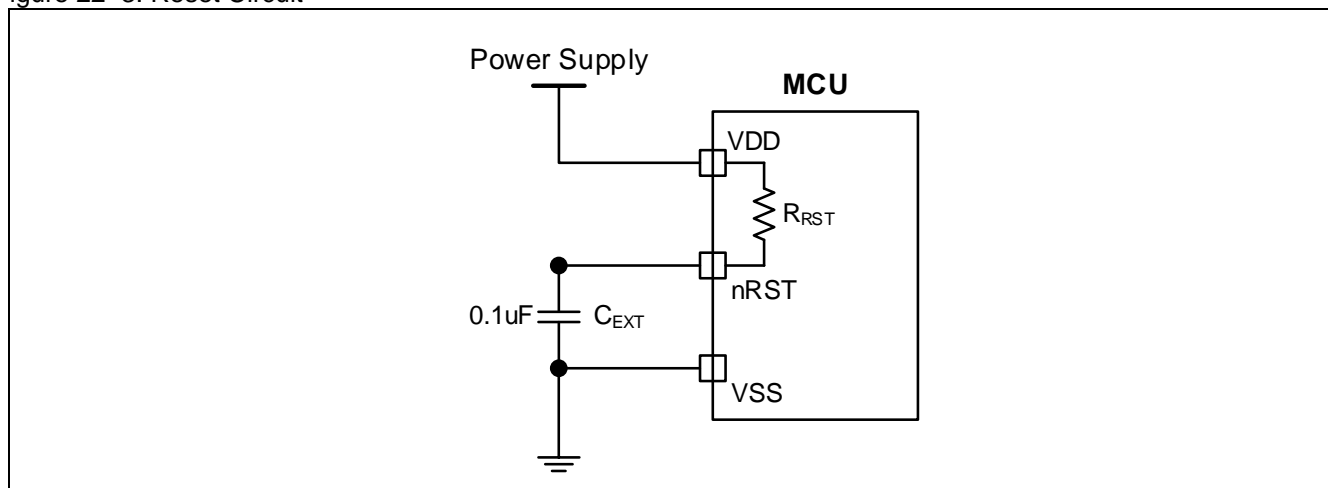 igure 22- 3. Reset Circuit
Power Supply
MCU
VDD
RRST
nRST
0.1uF CEXT
VSS